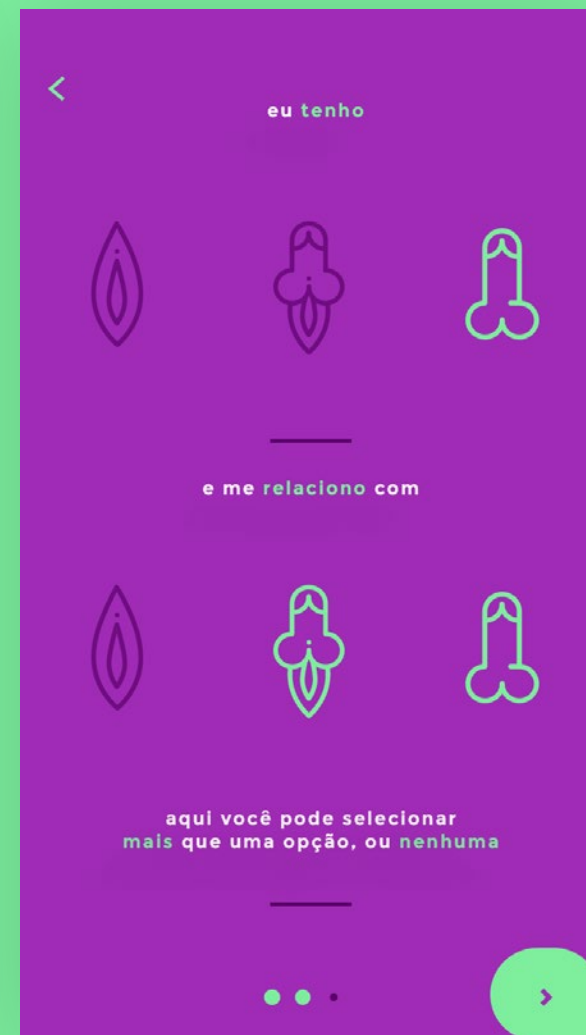 eu tenho
e me relaciono com
aqui você pode selecionar
mais que uma opção, ou nenhuma